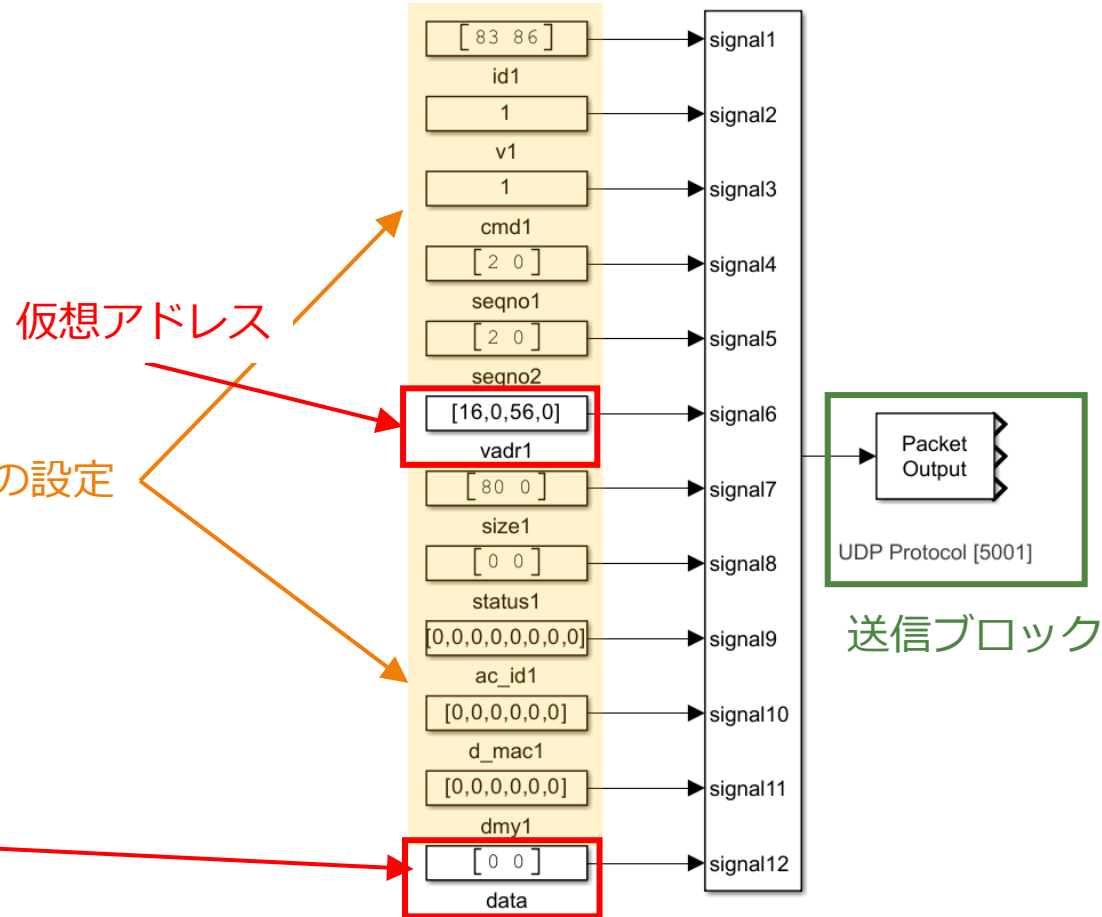 [ 83 86 ]
signal1
id1
1
signal2
v1
1
signal3
cmd1
[ 2 0 ]
signal4
seqno1
仮想アドレス
[ 2 0 ]
signal5
seqno2
[16,0,56,0]
signal6
vadr1
Packet
Output
の設定
[ 80 0 ]
signal7
size1
UDP Protocol [5001]
[ 0 0 ]
signal8
status1
送信ブロック
[0,0,0,0,0,0,0,0]
signal9
ac_id1
[0,0,0,0,0,0]
signal10
d_mac1
[0,0,0,0,0,0]
signal11
dmy1
[ 0 0 ]
signal12
data